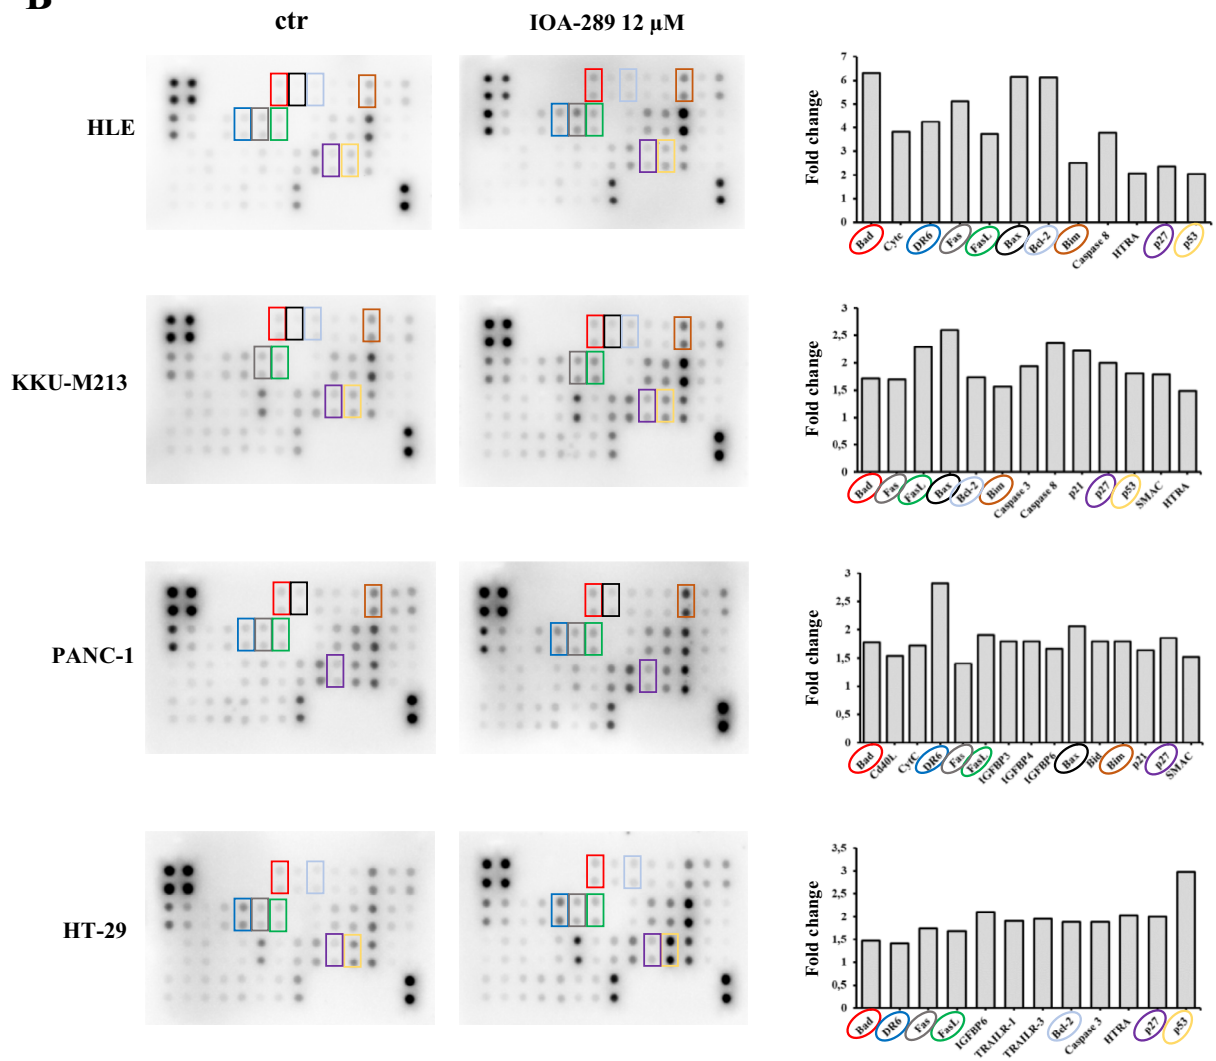 B
ctr
IOA-289 12 µM
HLE
Fold change
7
6
5
4
3
2
1
0
Bad
Cytc
DR6
Fas
FasL
Bax
Bcl-2
Bim
Caspase 8
HTRA
p27
p53
KKU-M213
Fold change
3
2,5
2
1,5
1
0,5
0
Bad
Fas
FasL
Bax
Bcl-2
Bim
Caspase 3
Caspase 8
p21
p27
p53
SMAC
HTRA
PANC-1
Fold change
3
2,5
2
1,5
1
0,5
0
Bad
Cd40L
CytC
DR6
Fas
FasL
IGFBP3
IGFBP4
IGFBP6
Bax
Bid
Bim
p21
p27
SMAC
HT-29
Fold change
3,5
3
2,5
2
1,5
1
0,5
0
Bad
DR6
Fas
FasL
IGFBP6
TRAILR-1
TRAILR-3
Bcl-2
Caspase 3
HTRA
p27
p53